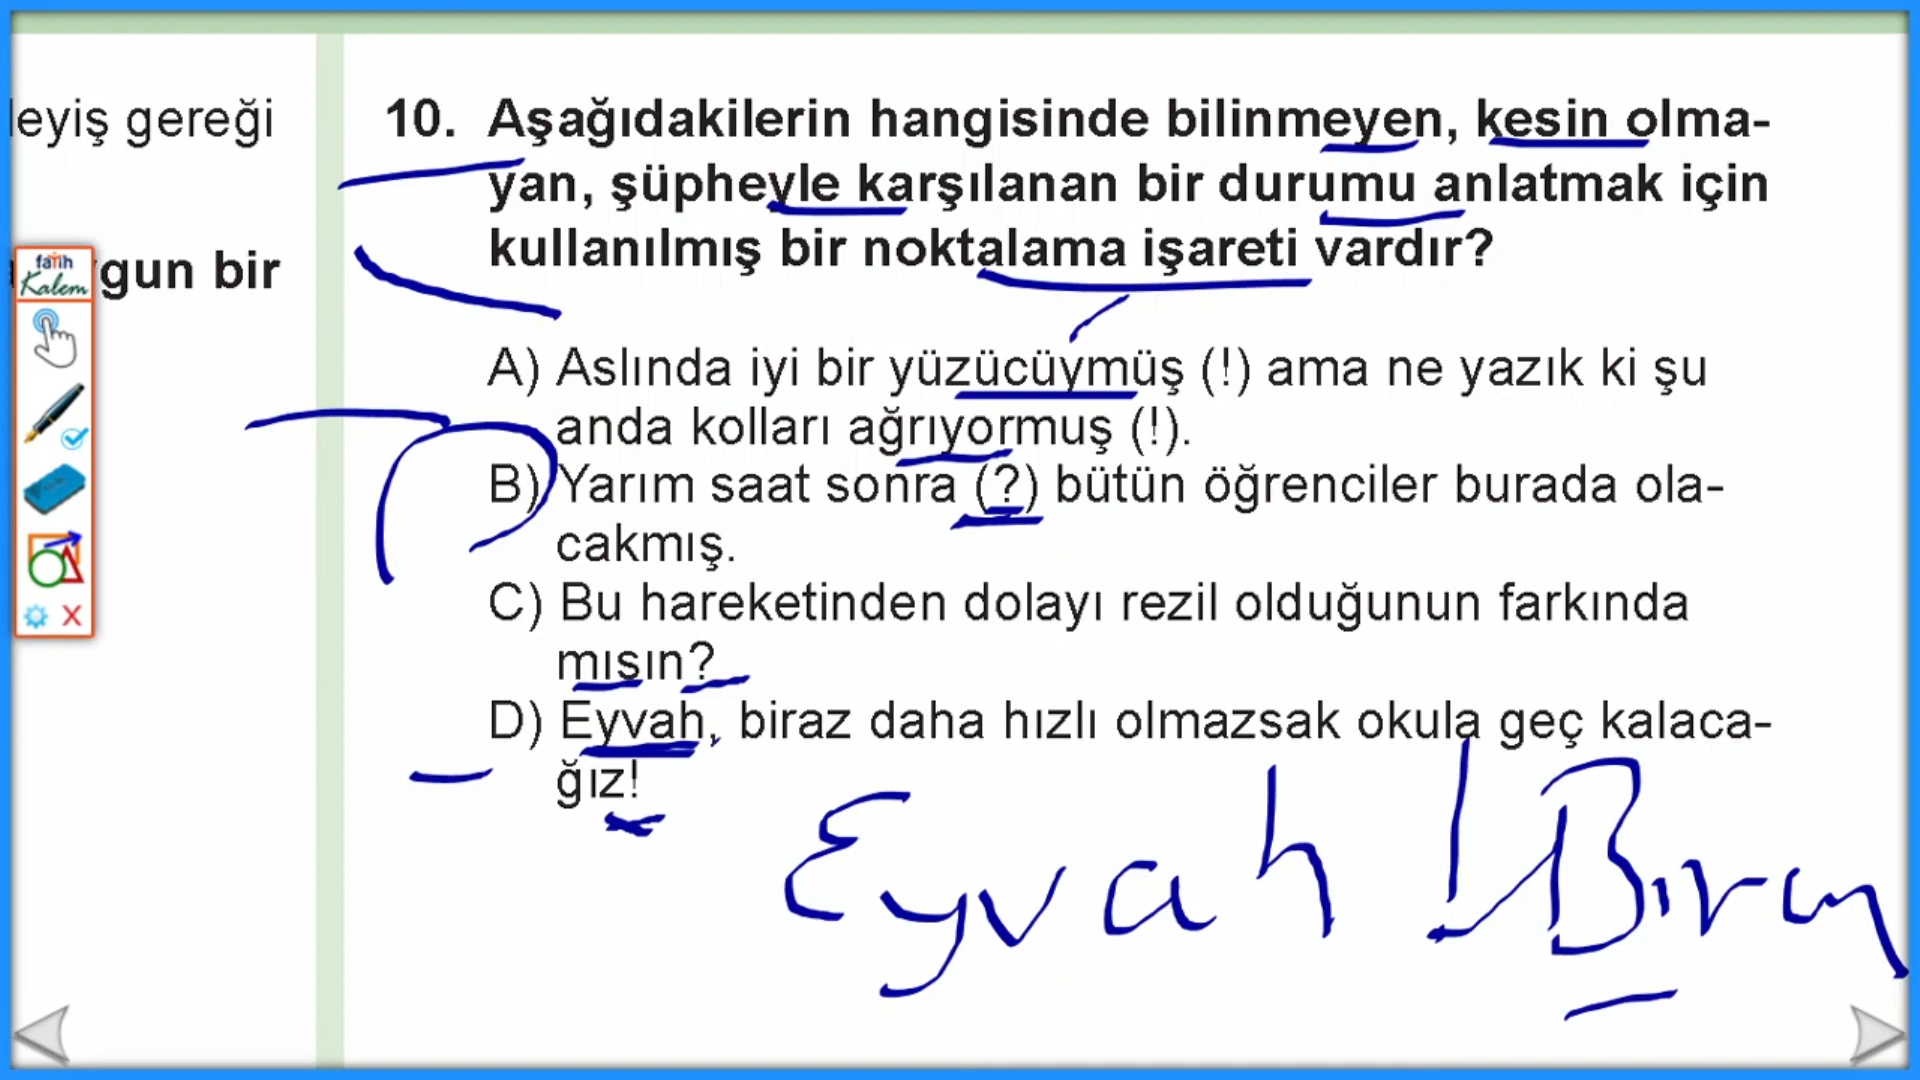 leyiş gereği
ygun bir
fatih
Kalem
10. Aşağıdakilerin hangisinde bilinmeyen, kesin olma-
yan, şüpheyle karşılanan bir durumu anlatmak için
kullanılmış bir noktalama işareti vardır?
A) Aslında iyi bir yüzücüymüş (!) ama ne yazık ki şu
anda kolları ağrıyormuş (!).
B) Yarım saat sonra (?) bütün öğrenciler burada ola-
cakmış.
C) Bu hareketinden dolayı rezil olduğunun farkında
mısın?
D) Eyvah, biraz daha hızlı olmazsak okula geç kalaca-
ğız!
Eyvah !